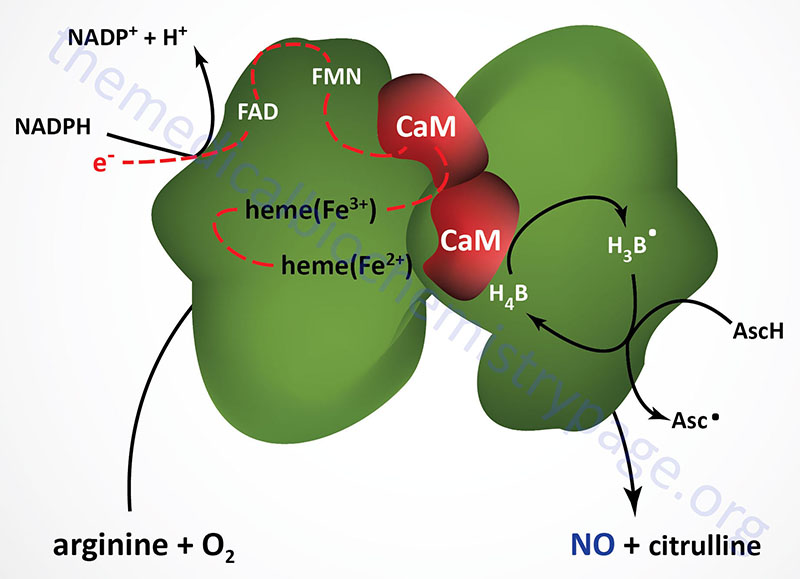 NADP⁺ + H⁺
FMN
FAD
CaM
NADPH
e⁻
heme(Fe³⁺)
CaM
H₃B•
heme(Fe²⁺)
H₄B
AscH
Asc•
arginine + O₂
NO + citrulline
themedicalbiochemistrypage.org